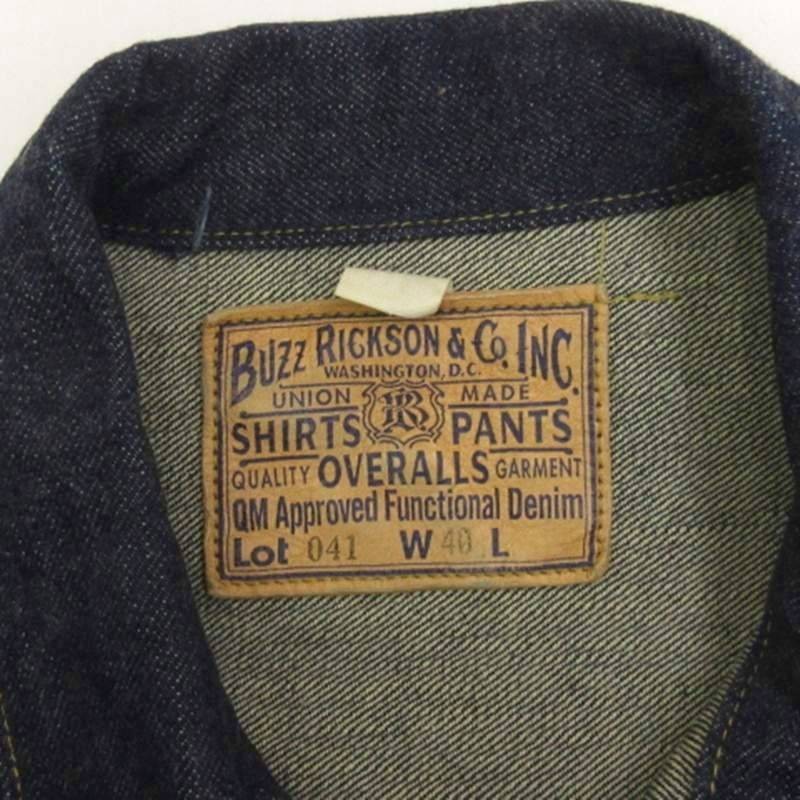 BUZZ RICKSON & Co. INC.
WASHINGTON, D.C.
UNION BR MADE
SHIRTS PANTS
QUALITY OVERALLS GARMENT
QM Approved Functional Denim
Lot 041 W 40 L